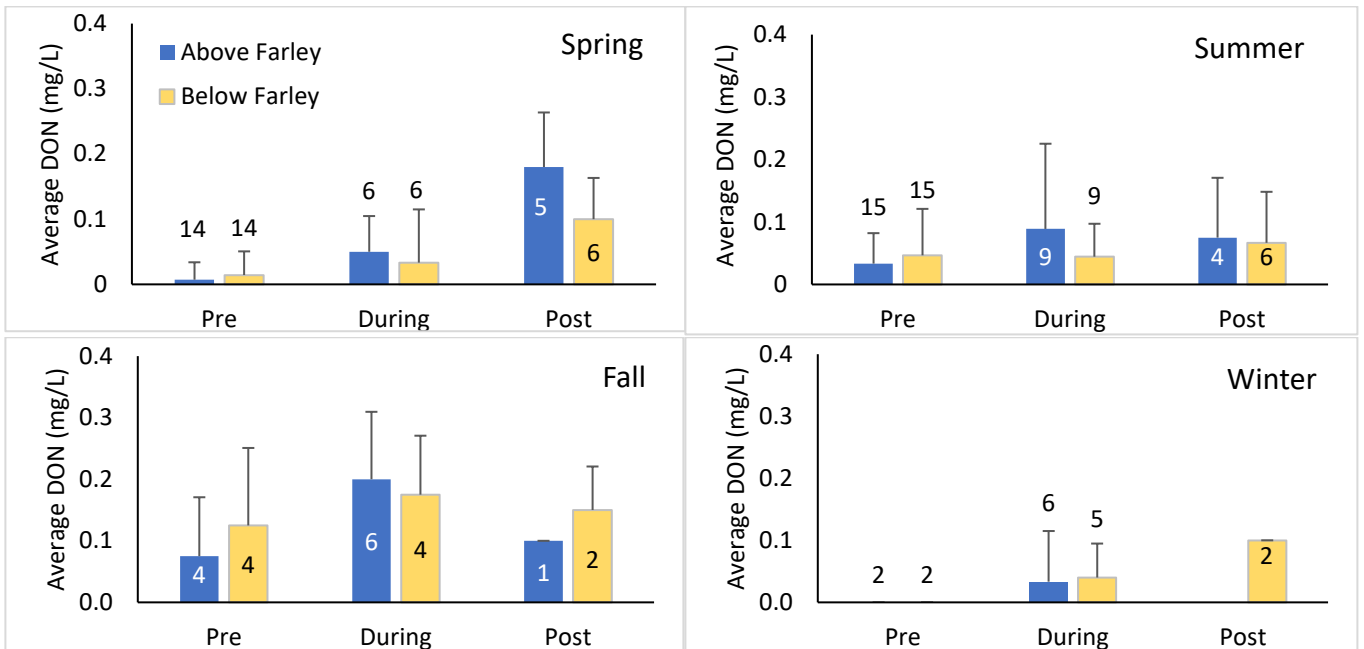 Spring
Average DON (mg/L)
0.4
0.3
0.2
0.1
0
Above Farley
Below Farley
14
14
6
6
5
6
Pre
During
Post
Summer
Average DON (mg/L)
0.4
0.3
0.2
0.1
0
15
15
9
9
4
6
Pre
During
Post
Fall
Average DON (mg/L)
0.4
0.3
0.2
0.1
0.0
4
4
6
4
1
2
Pre
During
Post
Winter
Average DON (mg/L)
0.4
0.3
0.2
0.1
0.0
2
2
6
5
2
Pre
During
Post